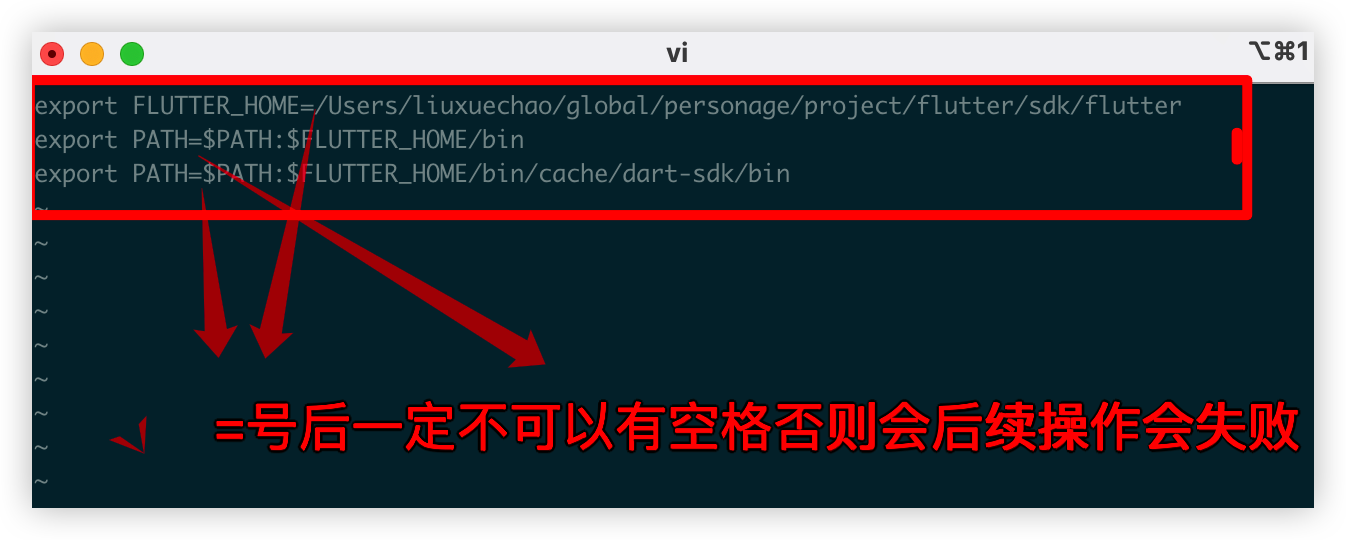 vi
⌥⌘1
export FLUTTER_HOME=/Users/liuxuechao/global/personage/project/flutter/sdk/flutter
export PATH=$PATH:$FLUTTER_HOME/bin
export PATH=$PATH:$FLUTTER_HOME/bin/cache/dart-sdk/bin
~
~
~
~
~
~
~
~
=号后一定不可以有空格否则会后续操作会失败
~